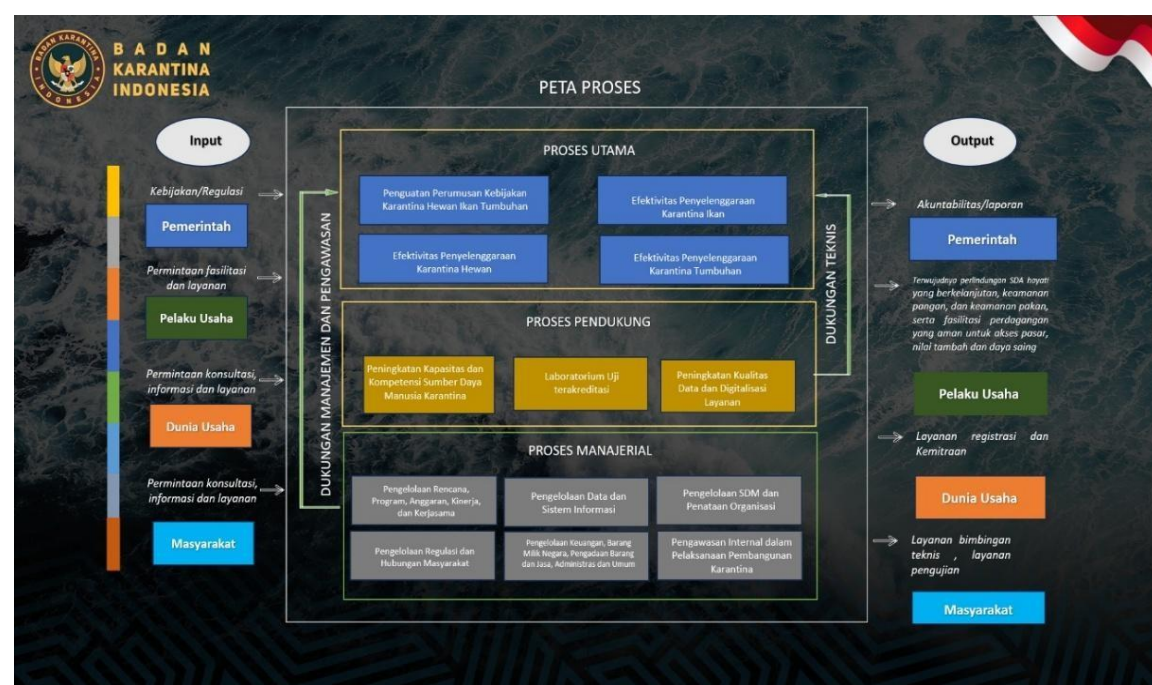 BADAN
KARANTINA
INDONESIA
BADAN KARANTINA
INDONESIA
PETA PROSES
Input
Kebijakan/Regulasi
Pemerintah
Permintaan fasilitasi
dan layanan
Pelaku Usaha
Permintaan konsultasi,
informasi dan layanan
Dunia Usaha
Permintaan konsultasi,
informasi dan layanan
Masyarakat
DUKUNGAN MANAJEMEN DAN PENGAWASAN
PROSES UTAMA
Penguatan Perumusan Kebijakan
Karantina Hewan Ikan Tumbuhan
Efektivitas Penyelenggaraan
Karantina Ikan
Efektivitas Penyelenggaraan
Karantina Hewan
Efektivitas Penyelenggaraan
Karantina Tumbuhan
PROSES PENDUKUNG
Peningkatan Kapasitas dan
Kompetensi Sumber Daya
Manusia Karantina
Laboratorium Uji
terakreditasi
Peningkatan Kualitas
Data dan Digitalisasi
Layanan
PROSES MANAJERIAL
Pengelolaan Rencana,
Program, Anggaran, Kinerja,
dan Kerjasama
Pengelolaan Data dan
Sistem Informasi
Pengelolaan SDM dan
Penataan Organisasi
Pengelolaan Regulasi dan
Hubungan Masyarakat
Pengelolaan Keuangan, Barang
Milik Negara, Pengadaan Barang
dan Jasa, Administras dan Umum
Pengawasan Internal dalam
Pelaksanaan Pembangunan
Karantina
DUKUNGAN TEKNIS
Output
Akuntabilitas/laporan
Pemerintah
Terwujudnya perlindungan SDA hayati
yang berkelanjutan, keamanan
pangan, dan keamanan pakan,
serta fasilitasi perdagangan
yang aman untuk akses pasar,
nilai tambah dan daya saing
Pelaku Usaha
Layanan registrasi dan
Kemitraan
Dunia Usaha
Layanan bimbingan
teknis , layanan
pengujian
Masyarakat